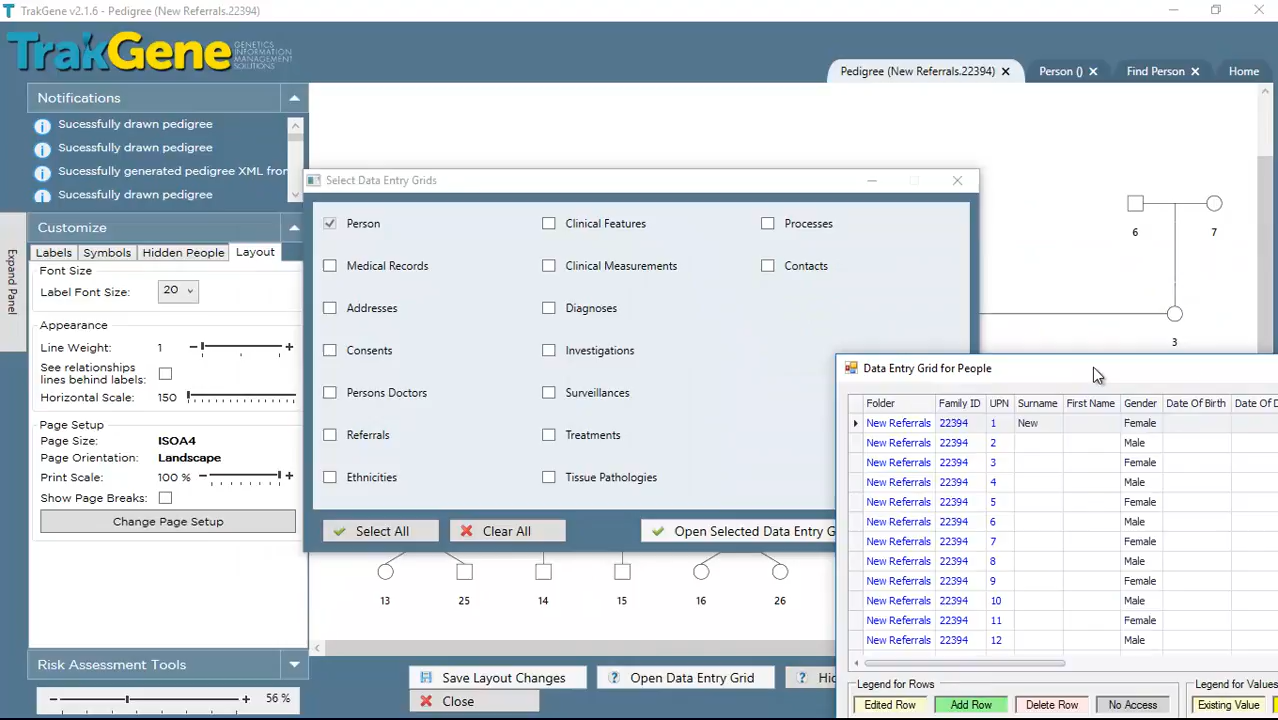 TrakGene v2.1.6 - Pedigree (New Referrals.22394)
TrakGene GENETICS INFORMATION MANAGEMENT SOLUTIONS
Pedigree (New Referrals.22394) Person () Find Person Home
Notifications
Sucessfully drawn pedigree
Sucessfully drawn pedigree
Sucessfully generated pedigree XML from
Sucessfully drawn pedigree
Expand Panel
Customize
Labels Symbols Hidden People Layout
Font Size
Label Font Size: 20
Appearance
Line Weight: 1
See relationships
lines behind labels:
Horizontal Scale: 150
Page Setup
Page Size: ISOA4
Page Orientation: Landscape
Print Scale: 100 %
Show Page Breaks:
Change Page Setup
Risk Assessment Tools
56 %
Select Data Entry Grids
Person Clinical Features Processes
Medical Records Clinical Measurements Contacts
Addresses Diagnoses
Consents Investigations
Persons Doctors Surveillances
Referrals Treatments
Ethnicities Tissue Pathologies
Select All Clear All Open Selected Data Entry G
6 7
3
13 25 14 15 16 26
Save Layout Changes Open Data Entry Grid Hid
Close
Data Entry Grid for People
Folder Family ID UPN Surname First Name Gender Date Of Birth Date Of D
New Referrals 22394 1 New Female
New Referrals 22394 2 Male
New Referrals 22394 3 Female
New Referrals 22394 4 Male
New Referrals 22394 5 Female
New Referrals 22394 6 Male
New Referrals 22394 7 Female
New Referrals 22394 8 Male
New Referrals 22394 9 Female
New Referrals 22394 10 Male
New Referrals 22394 11 Female
New Referrals 22394 12 Male
Legend for Rows Legend for Values
Edited Row Add Row Delete Row No Access Existing Value